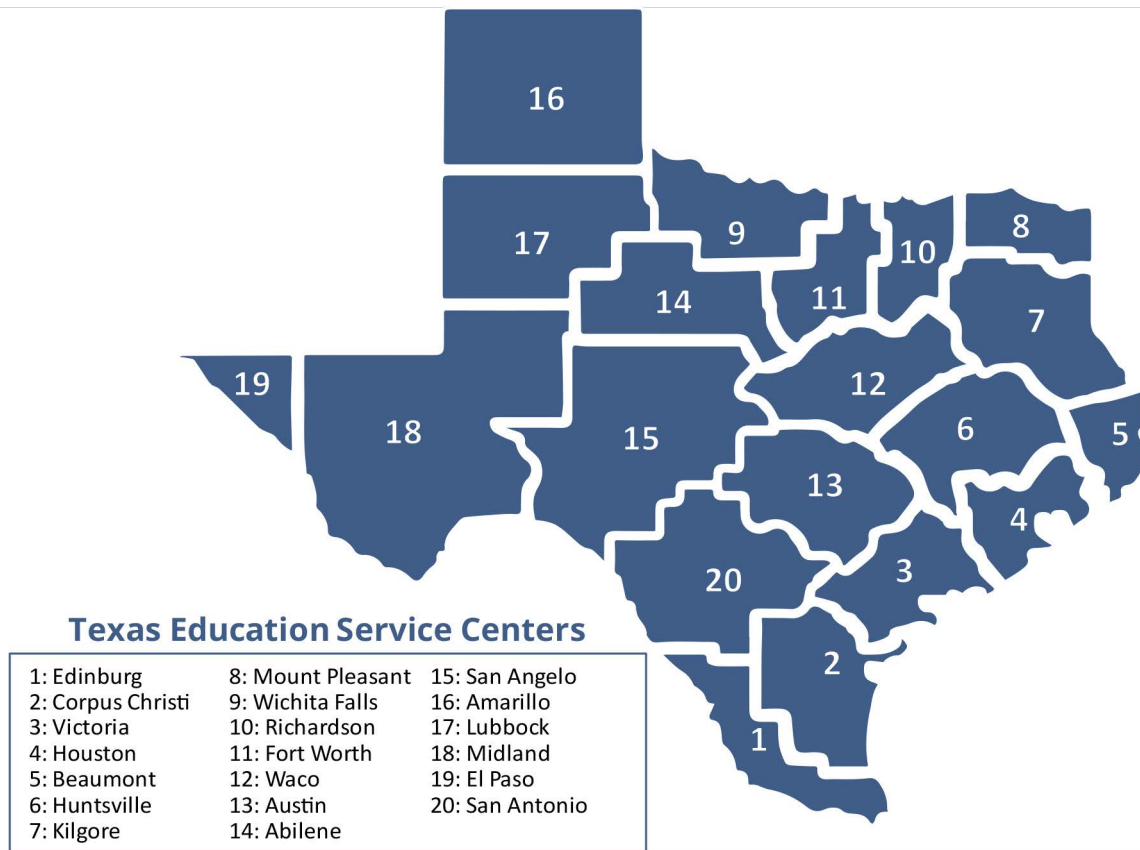 16
17
9
8
10
14
11
7
19
12
18
15
6
5
13
4
20
3
2
1
Texas Education Service Centers
1: Edinburg
2: Corpus Christi
3: Victoria
4: Houston
5: Beaumont
6: Huntsville
7: Kilgore
8: Mount Pleasant
9: Wichita Falls
10: Richardson
11: Fort Worth
12: Waco
13: Austin
14: Abilene
15: San Angelo
16: Amarillo
17: Lubbock
18: Midland
19: El Paso
20: San Antonio